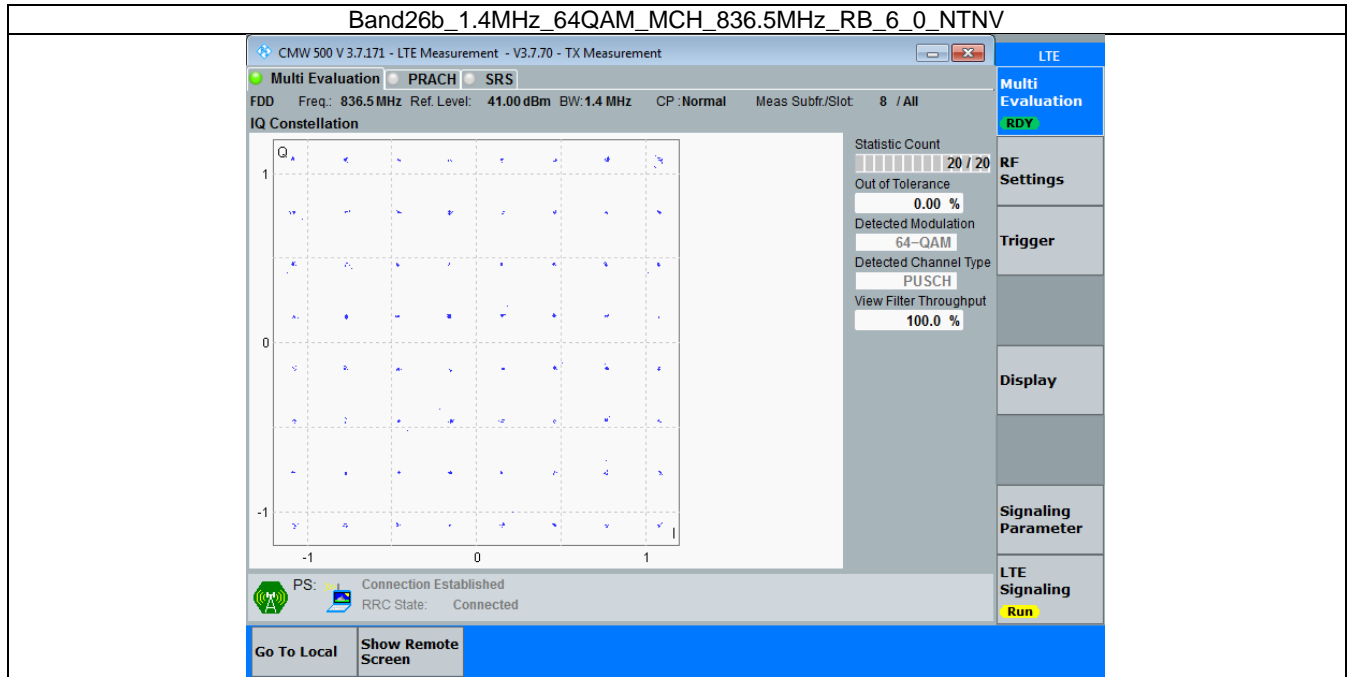 Band26b_1.4MHz_64QAM_MCH_836.5MHz_RB_6_0_NTNV
CMW 500 V 3.7.171 - LTE Measurement - V3.7.70 - TX Measurement
LTE
Multi Evaluation PRACH SRS
Multi Evaluation
RDY
FDD Freq.: 836.5 MHz Ref. Level: 41.00 dBm BW: 1.4 MHz CP : Normal Meas Subfr./Slot: 8 / All
IQ Constellation
Q
1
0
-1
-1 0 1
I
Statistic Count
20 / 20
Out of Tolerance
0.00 %
Detected Modulation
64-QAM
Detected Channel Type
PUSCH
View Filter Throughput
100.0 %
RF Settings
Trigger
Display
Signaling Parameter
LTE Signaling
Run
PS: Connection Established
RRC State: Connected
Go To Local
Show Remote Screen